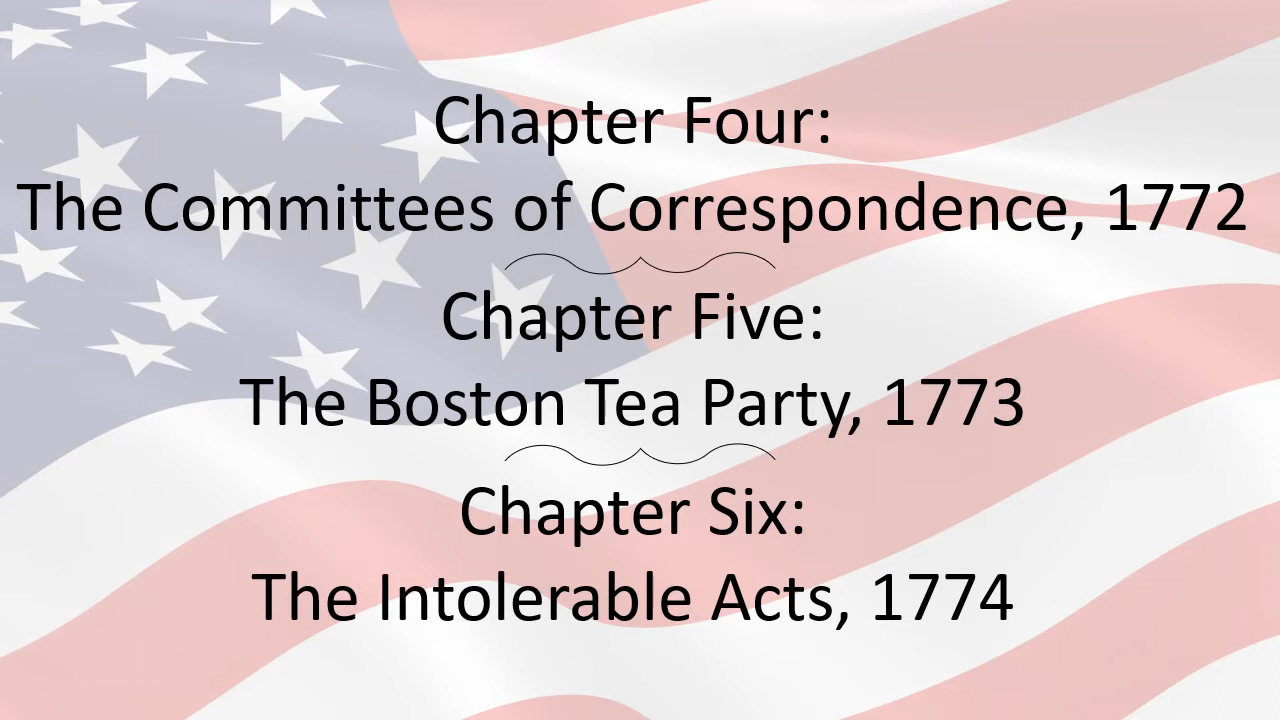 Chapter Four:
The Committees of Correspondence, 1772
Chapter Five:
The Boston Tea Party, 1773
Chapter Six:
The Intolerable Acts, 1774